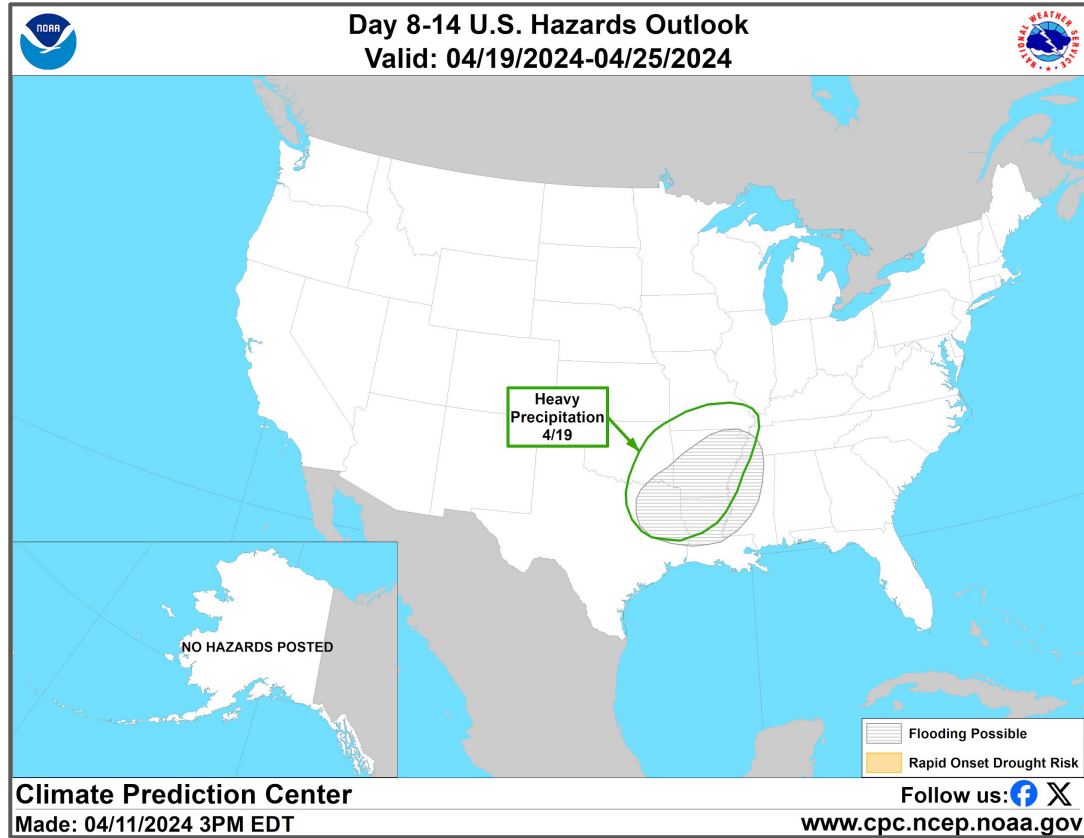 NOAA
Day 8-14 U.S. Hazards Outlook
Valid: 04/19/2024-04/25/2024
NATIONAL WEATHER SERVICE
Heavy
Precipitation
4/19
NO HAZARDS POSTED
Flooding Possible
Rapid Onset Drought Risk
Climate Prediction Center
Follow us:
Made: 04/11/2024 3PM EDT
www.cpc.ncep.noaa.gov